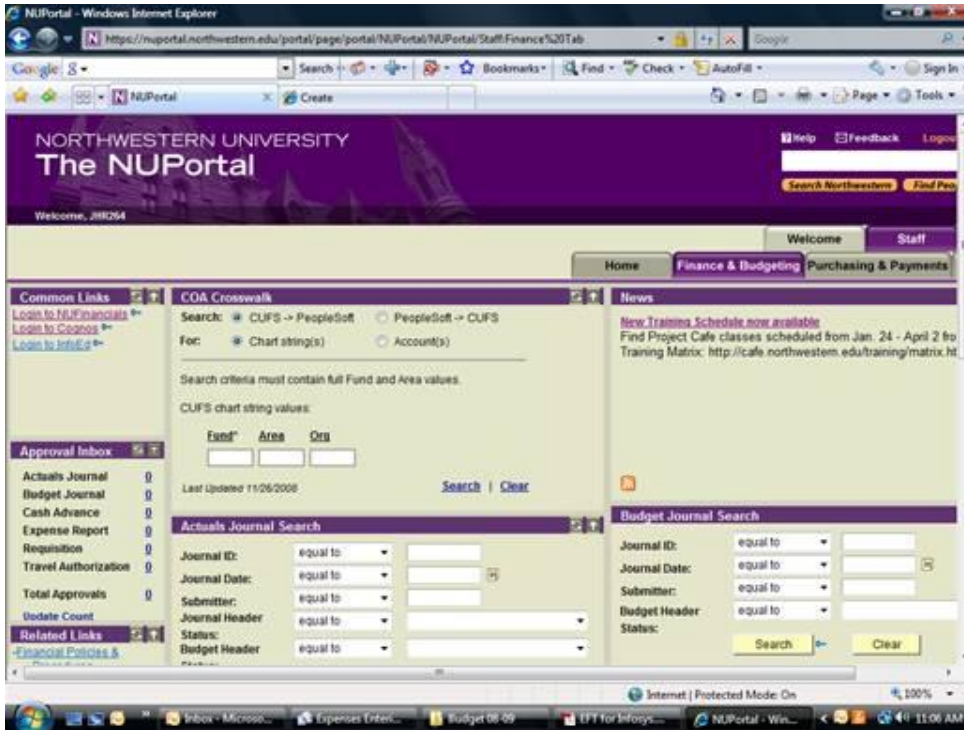 NUPortal - Windows Internet Explorer
https://nuportal.northwestern.edu/portal/page/portal/NUPortal/NUPortal/Staff:Finance%20Tab
Google
Google
Search
Bookmarks
Find
Check
AutoFill
Sign In
NUPortal
Create
Page
Tools
NORTHWESTERN UNIVERSITY
The NUPortal
Help Feedback
Search Northwestern
Welcome, JHR264
Welcome Staff
Home Finance & Budgeting Purchasing & Payments
Common Links
Login to NUFinancials
Login to Cognos
Login to InfoEd
Approval Inbox
Actuals Journal 0
Budget Journal 0
Cash Advance 0
Expense Report 0
Requisition 0
Travel Authorization 0
Total Approvals 0
Update Count
Related Links
-Financial Policies &
COA Crosswalk
Search: CUFS -> PeopleSoft PeopleSoft -> CUFS
For: Chart string(s) Account(s)
Search criteria must contain full Fund and Area values.
CUFS chart string values:
Fund* Area Org
Last Updated 11/26/2008
Search | Clear
Actuals Journal Search
Journal ID: equal to
Journal Date: equal to
Submitter: equal to
Journal Header Status: equal to
Budget Header equal to
News
New Training Schedule now available
Find Project Cafe classes scheduled from Jan. 24 - April 2 fro
Training Matrix: http://cafe.northwestern.edu/training/matrix.ht
Budget Journal Search
Journal ID: equal to
Journal Date: equal to
Submitter: equal to
Budget Header Status: equal to
Search Clear
Internet | Protected Mode: On
100%
Inbox - Microso...
Expenses Enteri...
Budget 08-09
EFT for Infosys...
NUPortal - Win...
11:06 AM